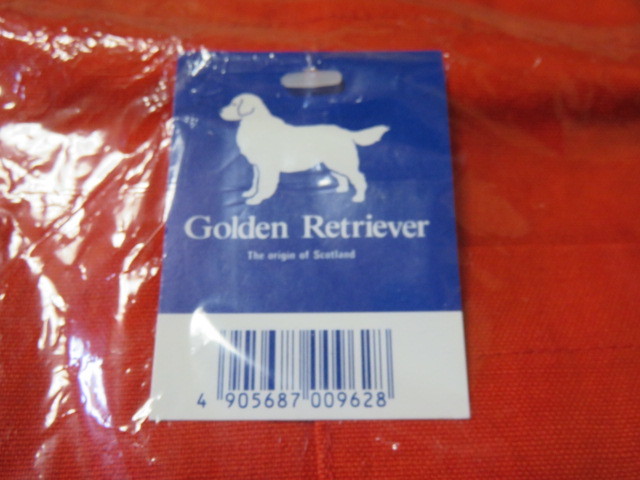 Golden Retriever
The origin of Scotland
4 905687 009628